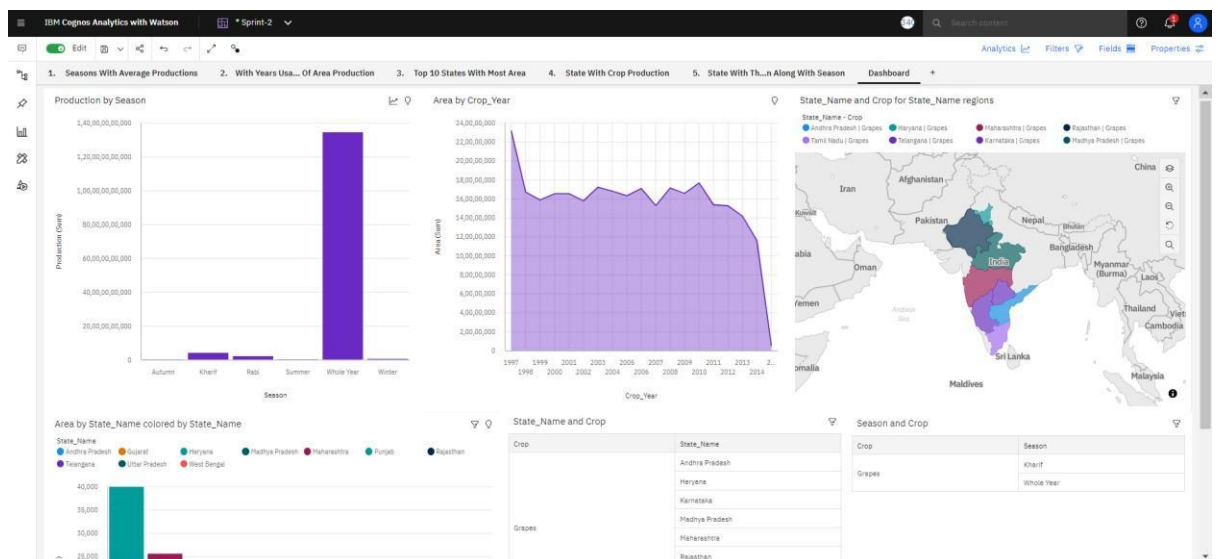 IBM Cognos Analytics with Watson
* Sprint-2
Search content
Edit
Analytics
Filters
Fields
Properties
1. Seasons With Average Productions
2. With Years Usa... Of Area Production
3. Top 10 States With Most Area
4. State With Crop Production
5. State With Th...n Along With Season
Dashboard
+
Production by Season
1,40,00,00,00,000
1,20,00,00,00,000
1,00,00,00,00,000
80,00,00,00,000
60,00,00,00,000
40,00,00,00,000
20,00,00,00,000
0
Production (Sum)
Autumn Kharif Rabi Summer Whole Year Winter
Season
Area by Crop_Year
24,00,00,000
22,00,00,000
20,00,00,000
18,00,00,000
16,00,00,000
14,00,00,000
12,00,00,000
10,00,00,000
8,00,00,000
6,00,00,000
4,00,00,000
2,00,00,000
0
Area (Sum)
1997 1999 2001 2003 2005 2007 2009 2011 2013 2...
1998 2000 2002 2004 2006 2008 2010 2012 2014
Crop_Year
State_Name and Crop for State_Name regions
State_Name - Crop
Andhra Pradesh | Grapes Haryana | Grapes Maharashtra | Grapes Rajasthan | Grapes
Tamil Nadu | Grapes Telangana | Grapes Karnataka | Grapes Madhya Pradesh | Grapes
China
Afghanistan
Iran
Kuwait
Pakistan
Nepal
Bhutan
Bangladesh
abia
Oman
India
Myanmar
(Burma)
Laos
Yemen
Arabian
Sea
Thailand
Viet
Cambodia
Sri Lanka
omalia
Maldives
Malaysia
Area by State_Name colored by State_Name
State_Name
Andhra Pradesh Gujarat Haryana Madhya Pradesh Maharashtra Punjab Rajasthan
Telangana Uttar Pradesh West Bengal
40,000
35,000
30,000
25,000
State_Name and Crop
Crop State_Name
Andhra Pradesh
Haryana
Karnataka
Madhya Pradesh
Grapes
Maharashtra
Rajasthan
Season and Crop
Crop Season
Grapes
Kharif
Whole Year